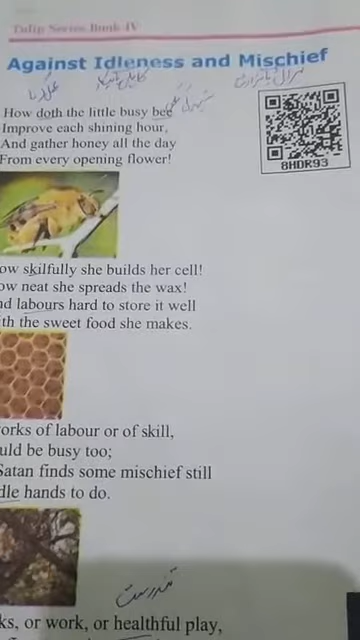 Tulip Series Book IV
Against Idleness and Mischief
How doth the little busy bee
Improve each shining hour,
And gather honey all the day
From every opening flower!
8HDR93
ow skilfully she builds her cell!
ow neat she spreads the wax!
nd labours hard to store it well
th the sweet food she makes.
orks of labour or of skill,
uld be busy too;
Satan finds some mischief still
dle hands to do.
تندرست
ks, or work, or healthful play,